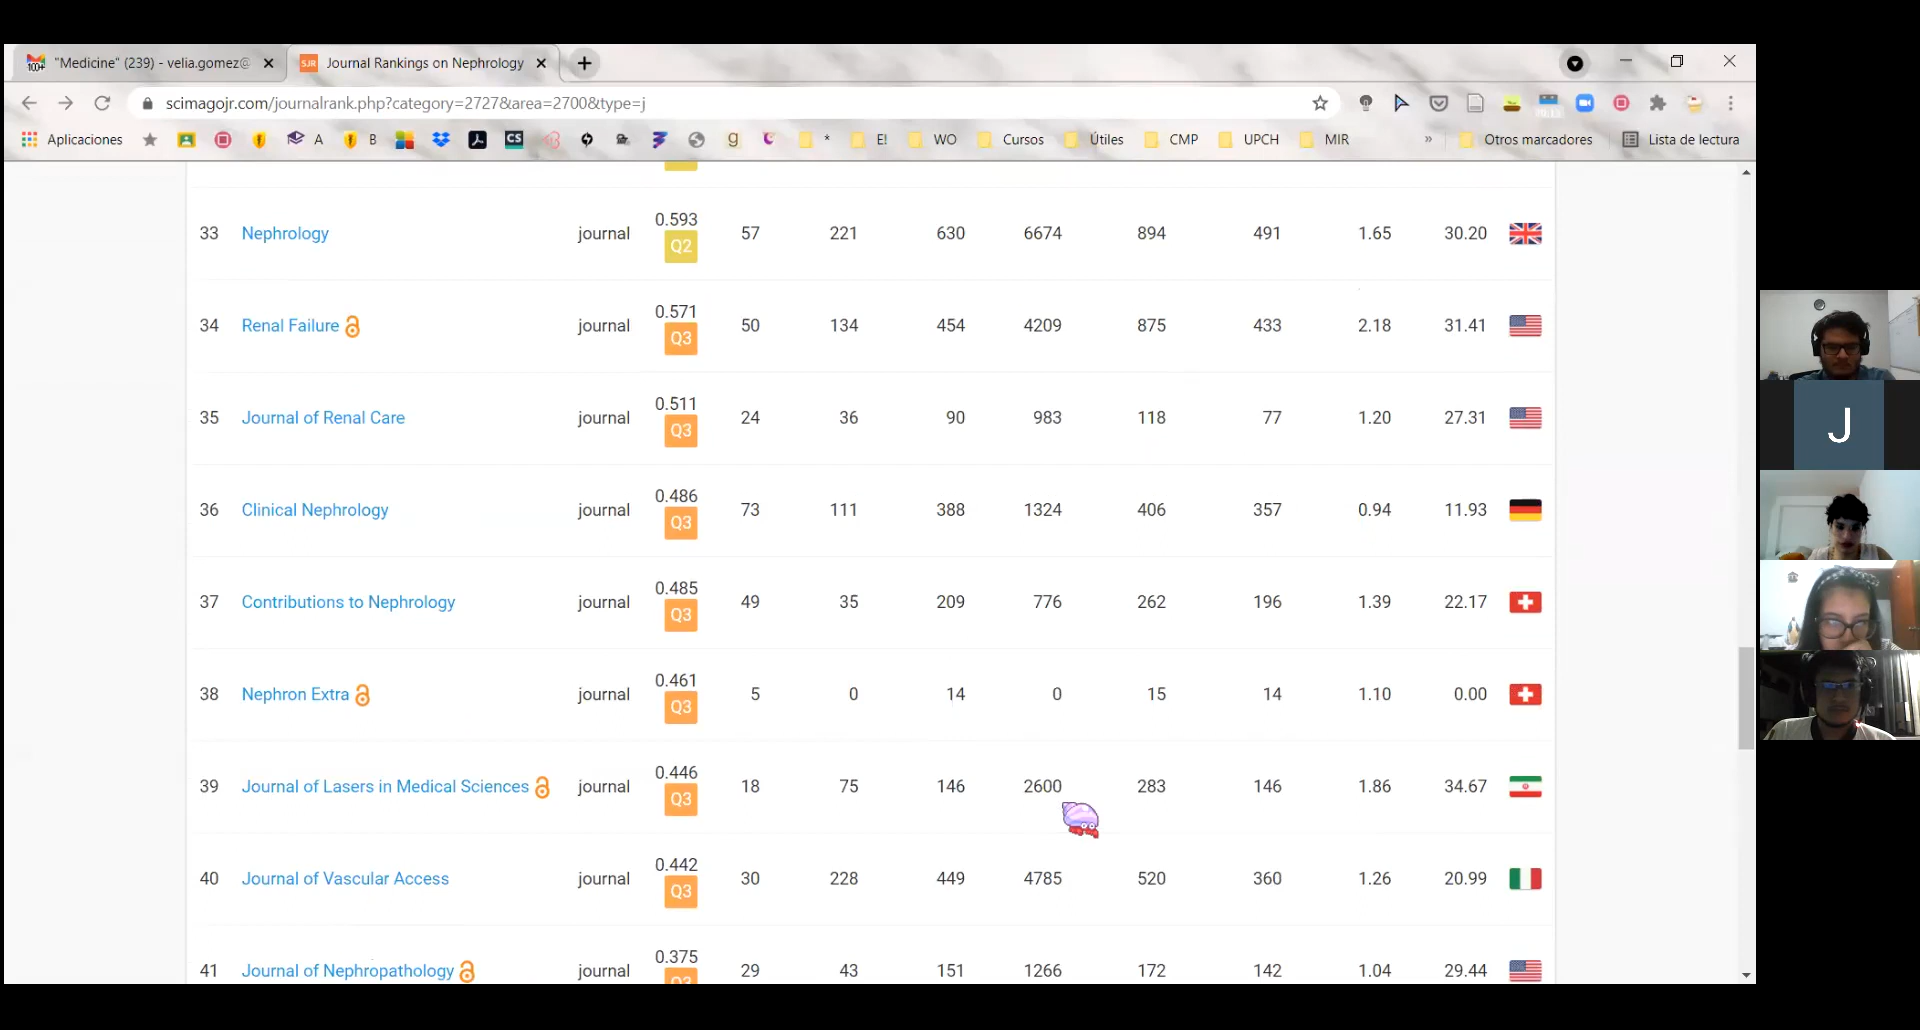 "Medicine" (239) - velia.gomez@
SJR Journal Rankings on Nephrology
scimagojr.com/journalrank.php?category=2727&area=2700&type=j
Aplicaciones A B CS g * E! WO Cursos Útiles CMP UPCH MIR » Otros marcadores Lista de lectura
33 Nephrology journal 0.593 Q2 57 221 630 6674 894 491 1.65 30.20
34 Renal Failure journal 0.571 Q3 50 134 454 4209 875 433 2.18 31.41
35 Journal of Renal Care journal 0.511 Q3 24 36 90 983 118 77 1.20 27.31
36 Clinical Nephrology journal 0.486 Q3 73 111 388 1324 406 357 0.94 11.93
37 Contributions to Nephrology journal 0.485 Q3 49 35 209 776 262 196 1.39 22.17
38 Nephron Extra journal 0.461 Q3 5 0 14 0 15 14 1.10 0.00
39 Journal of Lasers in Medical Sciences journal 0.446 Q3 18 75 146 2600 283 146 1.86 34.67
40 Journal of Vascular Access journal 0.442 Q3 30 228 449 4785 520 360 1.26 20.99
41 Journal of Nephropathology journal 0.375 Q3 29 43 151 1266 172 142 1.04 29.44
J